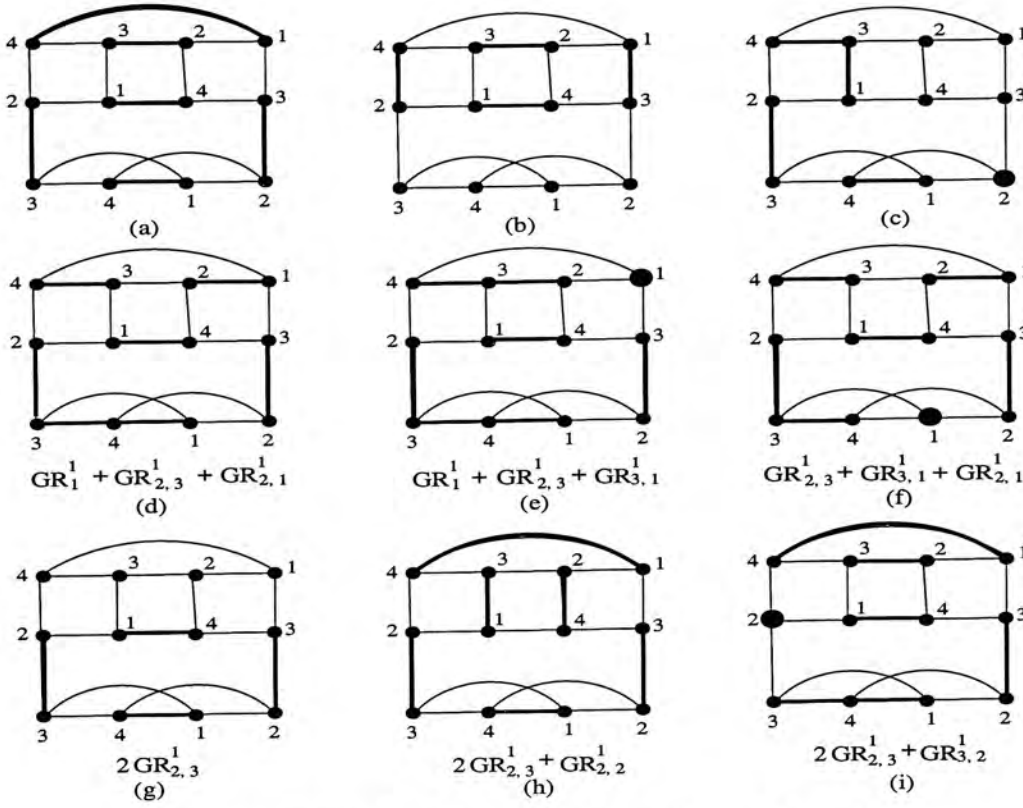 4 3 2 1
2 1 4 3
3 4 1 2
(a)
4 3 2 1
2 1 4 3
3 4 1 2
(b)
4 3 2 1
2 1 4 3
3 4 1 2
(c)
4 3 2 1
2 1 4 3
3 4 1 2
GR^1_1 + GR^1_{2,3} + GR^1_{2,1}
(d)
4 3 2 1
2 1 4 3
3 4 1 2
GR^1_1 + GR^1_{2,3} + GR^1_{3,1}
(e)
4 3 2 1
2 1 4 3
3 4 1 2
GR^1_{2,3} + GR^1_{3,1} + GR^1_{2,1}
(f)
4 3 2 1
2 1 4 3
3 4 1 2
2 GR^1_{2,3}
(g)
4 3 2 1
2 1 4 3
3 4 1 2
2 GR^1_{2,3} + GR^1_{2,2}
(h)
4 3 2 1
2 1 4 3
3 4 1 2
2 GR^1_{2,3} + GR^1_{3,2}
(i)